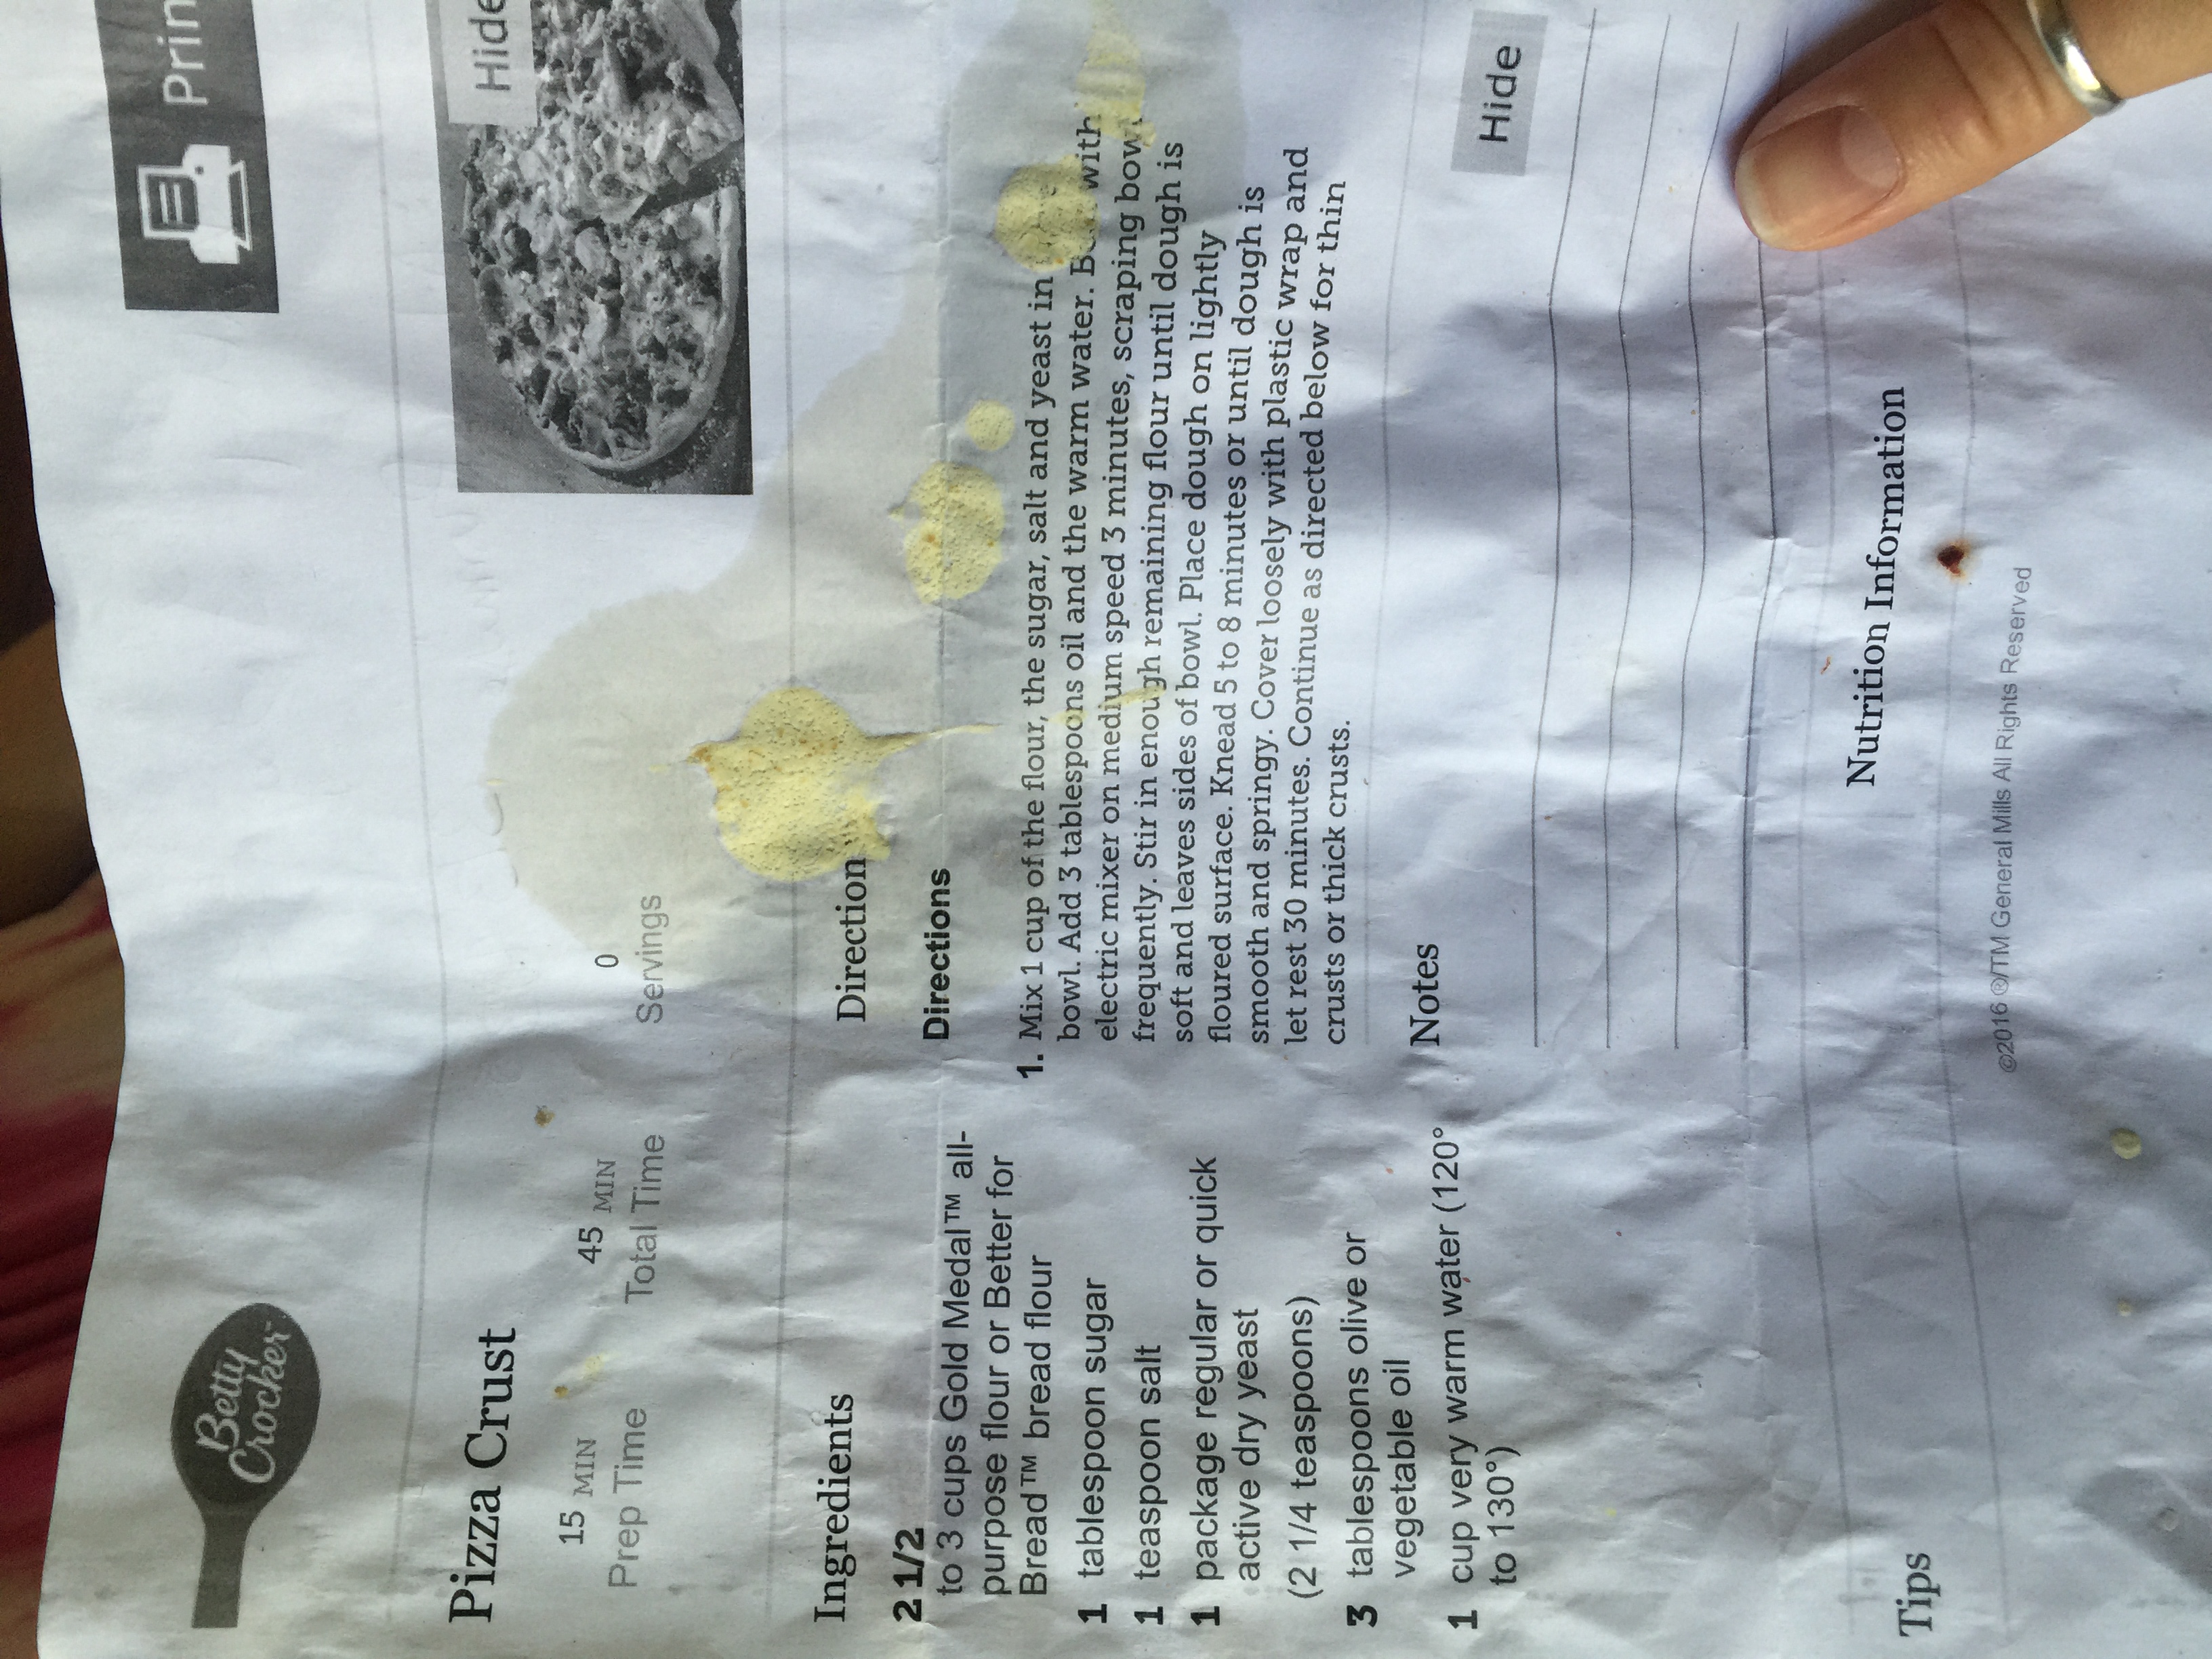 Betty
Crocker
Prin
Pizza Crust
Hide
15 MIN
Prep Time
45 MIN
Total Time
0
Servings
Ingredients
2 1/2
to 3 cups Gold Medal™ all-
purpose flour or Better for
Bread™ bread flour
1 tablespoon sugar
1 teaspoon salt
1 package regular or quick
active dry yeast
(2 1/4 teaspoons)
3 tablespoons olive or
vegetable oil
1 cup very warm water (120°
to 130°)
Direction
Directions
1. Mix 1 cup of the flour, the sugar, salt and yeast in
bowl. Add 3 tablespoons oil and the warm water. with
electric mixer on medium speed 3 minutes, scraping bowl
frequently. Stir in enough remaining flour until dough is
soft and leaves sides of bowl. Place dough on lightly
floured surface. Knead 5 to 8 minutes or until dough is
smooth and springy. Cover loosely with plastic wrap and
let rest 30 minutes. Continue as directed below for thin
crusts or thick crusts.
Notes
Hide
Nutrition Information
Tips
©2016 ®/TM General Mills All Rights Reserved